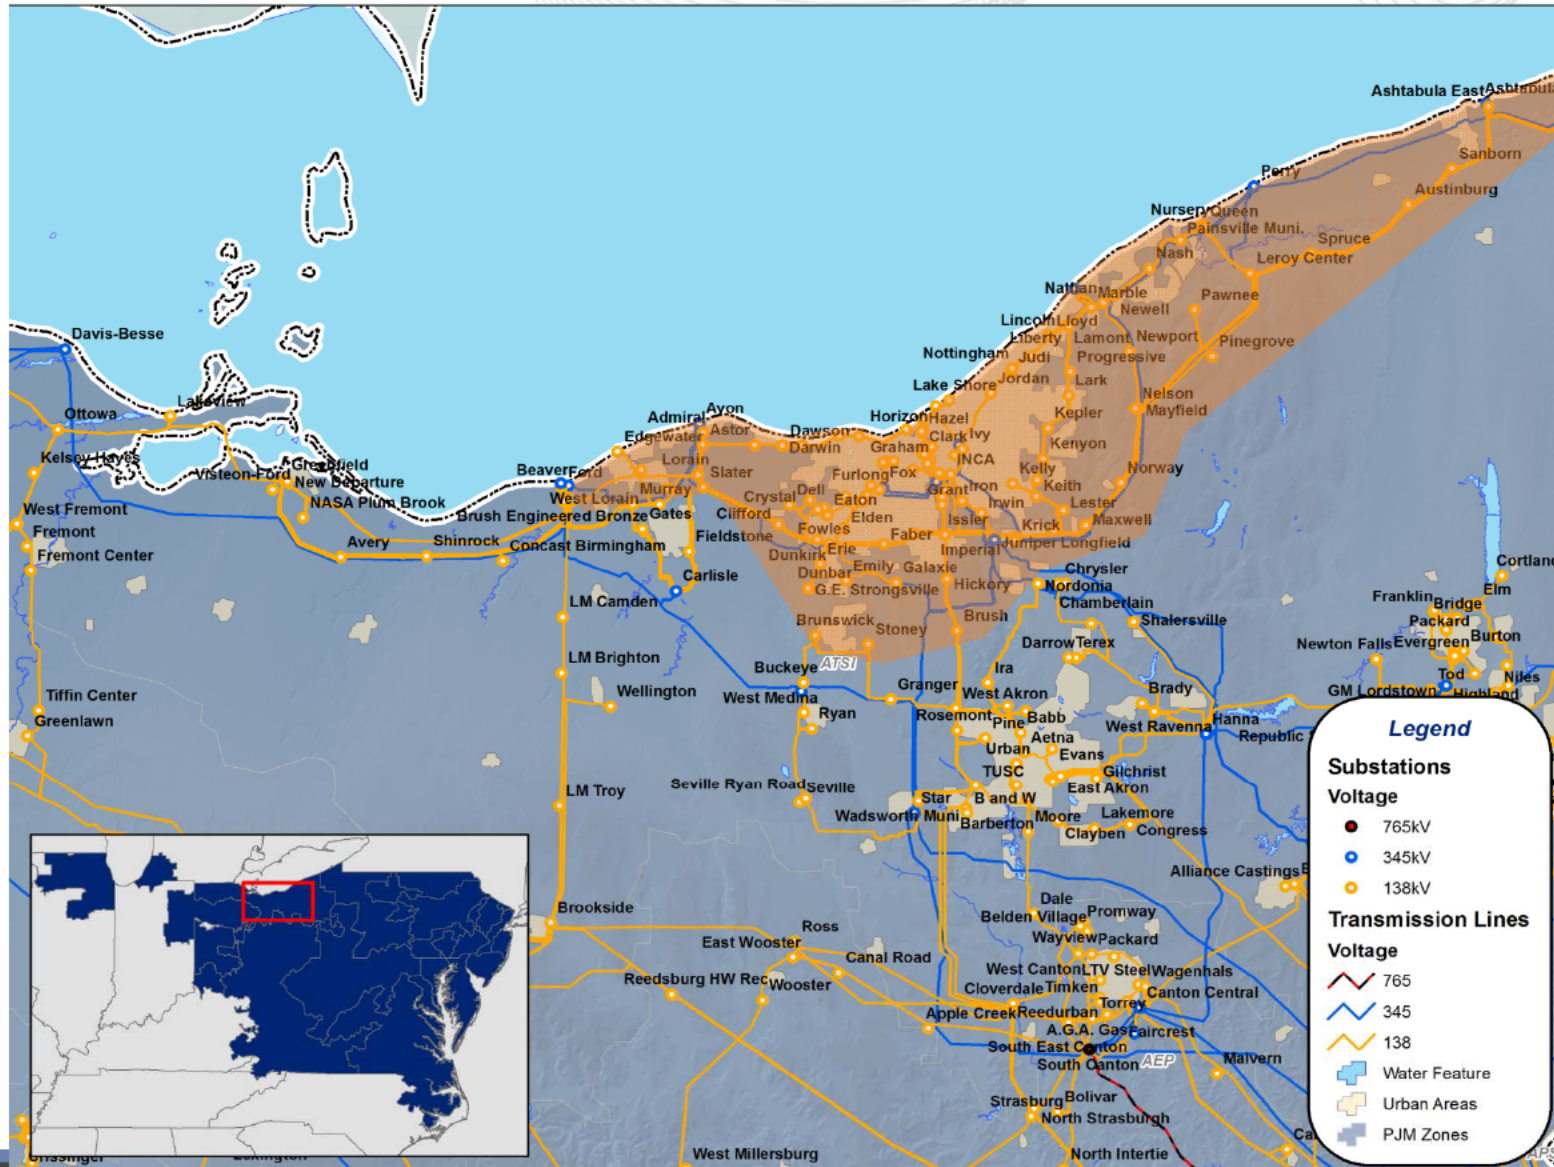 Ashtabula East
Ashtabula
Sanborn
Perry
Austinburg
Nursery
Queen
Painsville Muni.
Spruce
Nash
Leroy Center
Nathan
Marble
Pawnee
Newell
Lincoln
Lloyd
Davis-Besse
Liberty
Lamont
Newport
Pinegrove
Nottingham
Judi
Progressive
Lake Shore
Jordan
Lark
Nelson
Lakeview
Ottowa
Admiral
Avon
Horizon
Hazel
Kepler
Mayfield
Edgewater
Astor
Dawson
Clark
Ivy
Darwin
Graham
Kenyon
Kelsey-Hayes
Lorain
INCA
Greenfield
Visteon-Ford
New Departure
Beaver
Ford
Slater
Furlong
Fox
Kelly
Norway
NASA Plum Brook
West Lorain
Murray
Crystal
Dell
Eaton
Grant
Iron
Keith
West Fremont
Brush Engineered Bronze
Gates
Clifford
Elden
Issler
Irwin
Lester
Fremont
Avery
Shinrock
Concast Birmingham
Fieldstone
Fowles
Faber
Krick
Maxwell
Fremont Center
Dunkirk
Erie
Imperial
Juniper
Longfield
Dunbar
Emily
Galaxie
Chrysler
Cortland
Carlisle
G.E. Strongsville
Hickory
Nordonia
Elm
LM Camden
Chamberlain
Franklin
Bridge
Brunswick
Stoney
Brush
Shalersville
Packard
Darrow
Terex
Newton Falls
Evergreen
Burton
LM Brighton
Buckeye
ATSI
Ira
Tod
Niles
Tiffin Center
Wellington
West Medina
Granger
West Akron
Brady
GM Lordstown
Highland
Greenlawn
Ryan
Rosemont
Pine
Babb
West Ravenna
Hanna
Republic
Aetna
Urban
Evans
TUSC
Gilchrist
LM Troy
Seville Ryan Road
Seville
East Akron
Star
B and W
Wadsworth Muni
Barberton
Moore
Lakemore
Clayben
Congress
Alliance Castings
Brookside
Dale
Ross
Belden Village
Promway
East Wooster
Wayview
Packard
Canal Road
West Canton
LTV Steel
Wagenhals
Reedsburg HW Rec
Wooster
Cloverdale
Timken
Canton Central
Torrey
Apple Creek
Reedurban
A.G.A. Gas
Faircrest
South East Canton
South Canton
AEP
Malvern
Strasburg
Bolivar
North Strasburgh
West Millersburg
North Intertie
Legend
Substations
Voltage
765kV
345kV
138kV
Transmission Lines
Voltage
765
345
138
Water Feature
Urban Areas
PJM Zones